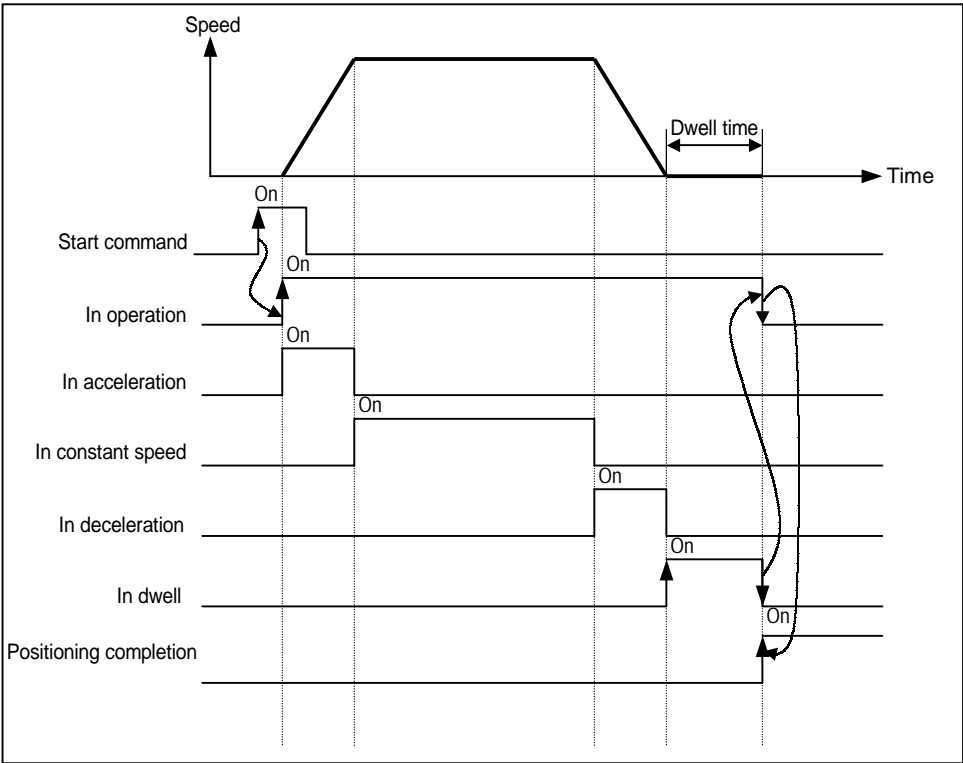 Speed
Dwell time
Time
On
Start command
On
In operation
On
In acceleration
On
In constant speed
On
In deceleration
On
In dwell
On
Positioning completion